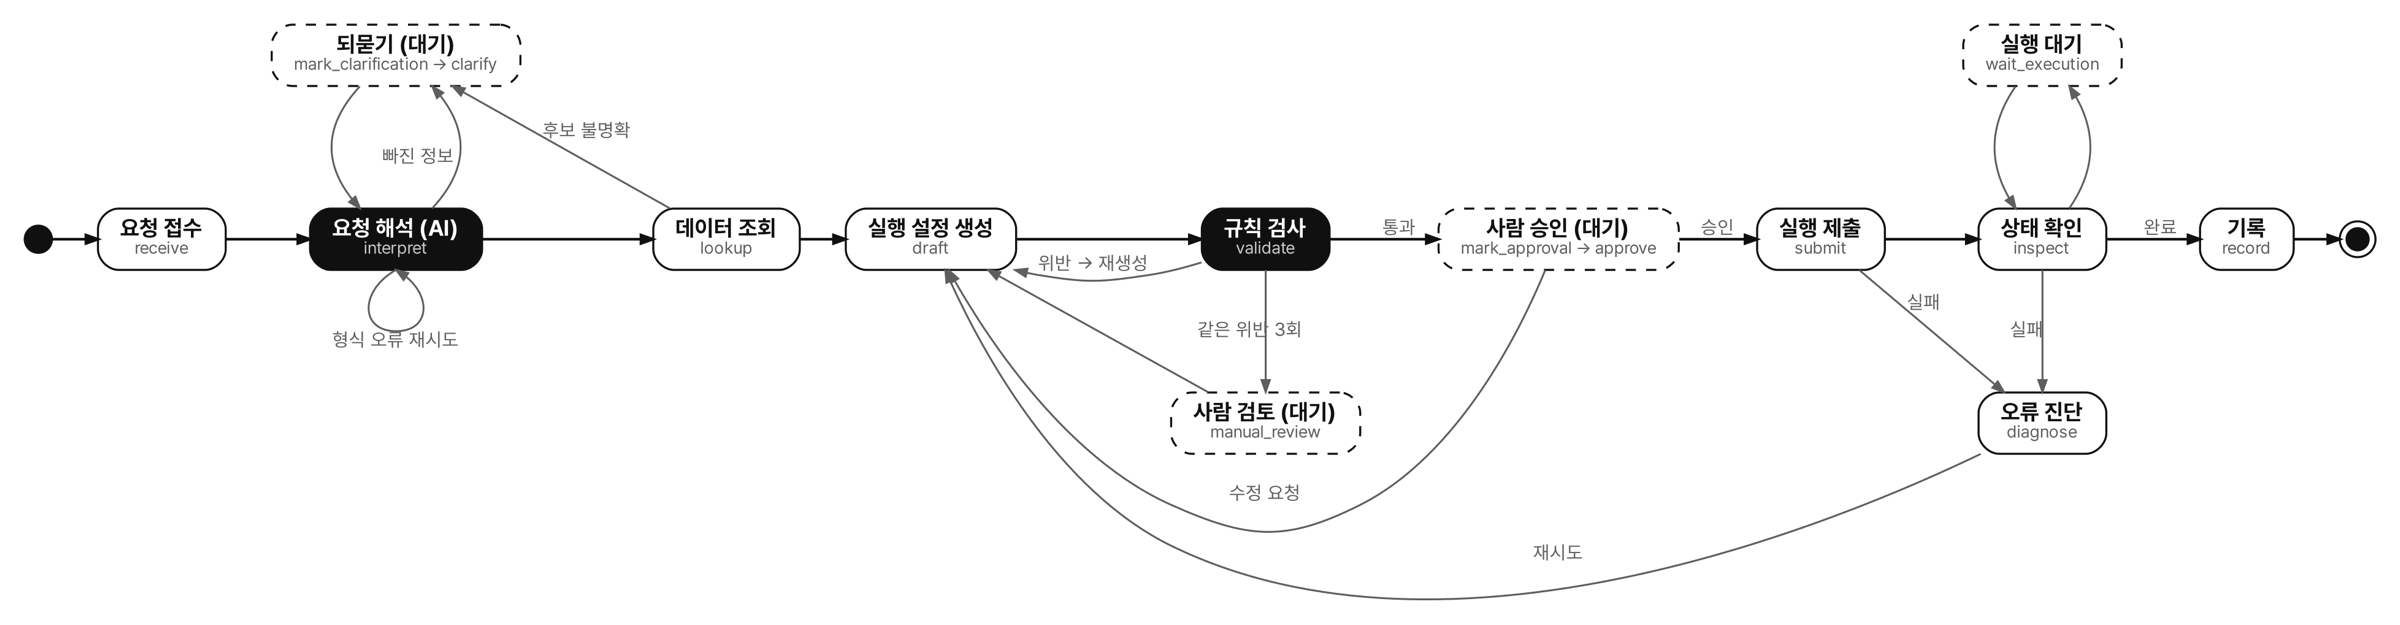 되묻기 (대기)
mark_clarification → clarify
실행 대기
wait_execution
후보 불명확
빠진 정보
요청 접수
receive
요청 해석 (AI)
interpret
데이터 조회
lookup
실행 설정 생성
draft
규칙 검사
validate
통과
사람 승인 (대기)
mark_approval → approve
승인
실행 제출
submit
상태 확인
inspect
완료
기록
record
위반 → 재생성
형식 오류 재시도
같은 위반 3회
실패
실패
사람 검토 (대기)
manual_review
오류 진단
diagnose
수정 요청
재시도